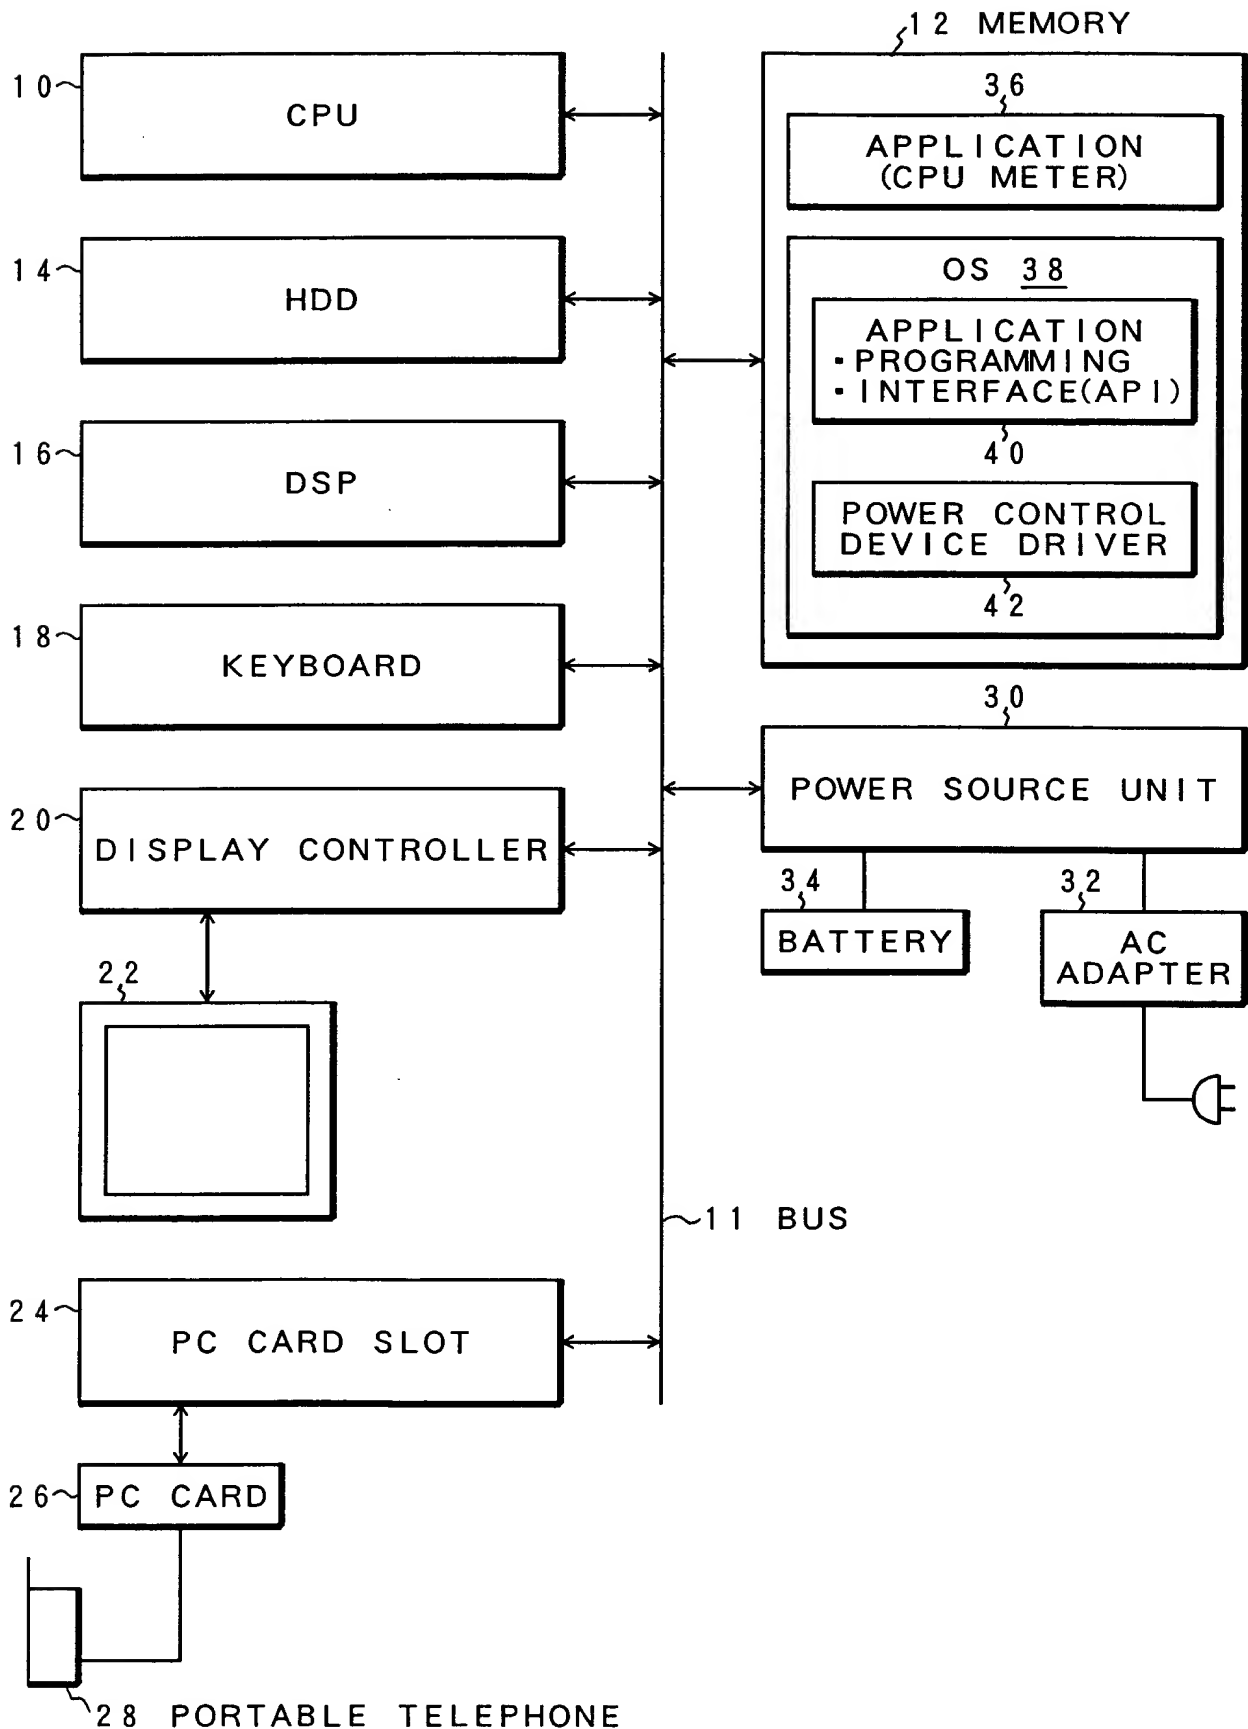 12 MEMORY
10
CPU
36
APPLICATION
(CPU METER)
14
HDD
OS 38
APPLICATION
・PROGRAMMING
・INTERFACE(API)
40
16
DSP
POWER CONTROL
DEVICE DRIVER
42
18
KEYBOARD
30
POWER SOURCE UNIT
20
DISPLAY CONTROLLER
34
BATTERY
32
AC
ADAPTER
22
11 BUS
24
PC CARD SLOT
26
PC CARD
28 PORTABLE TELEPHONE